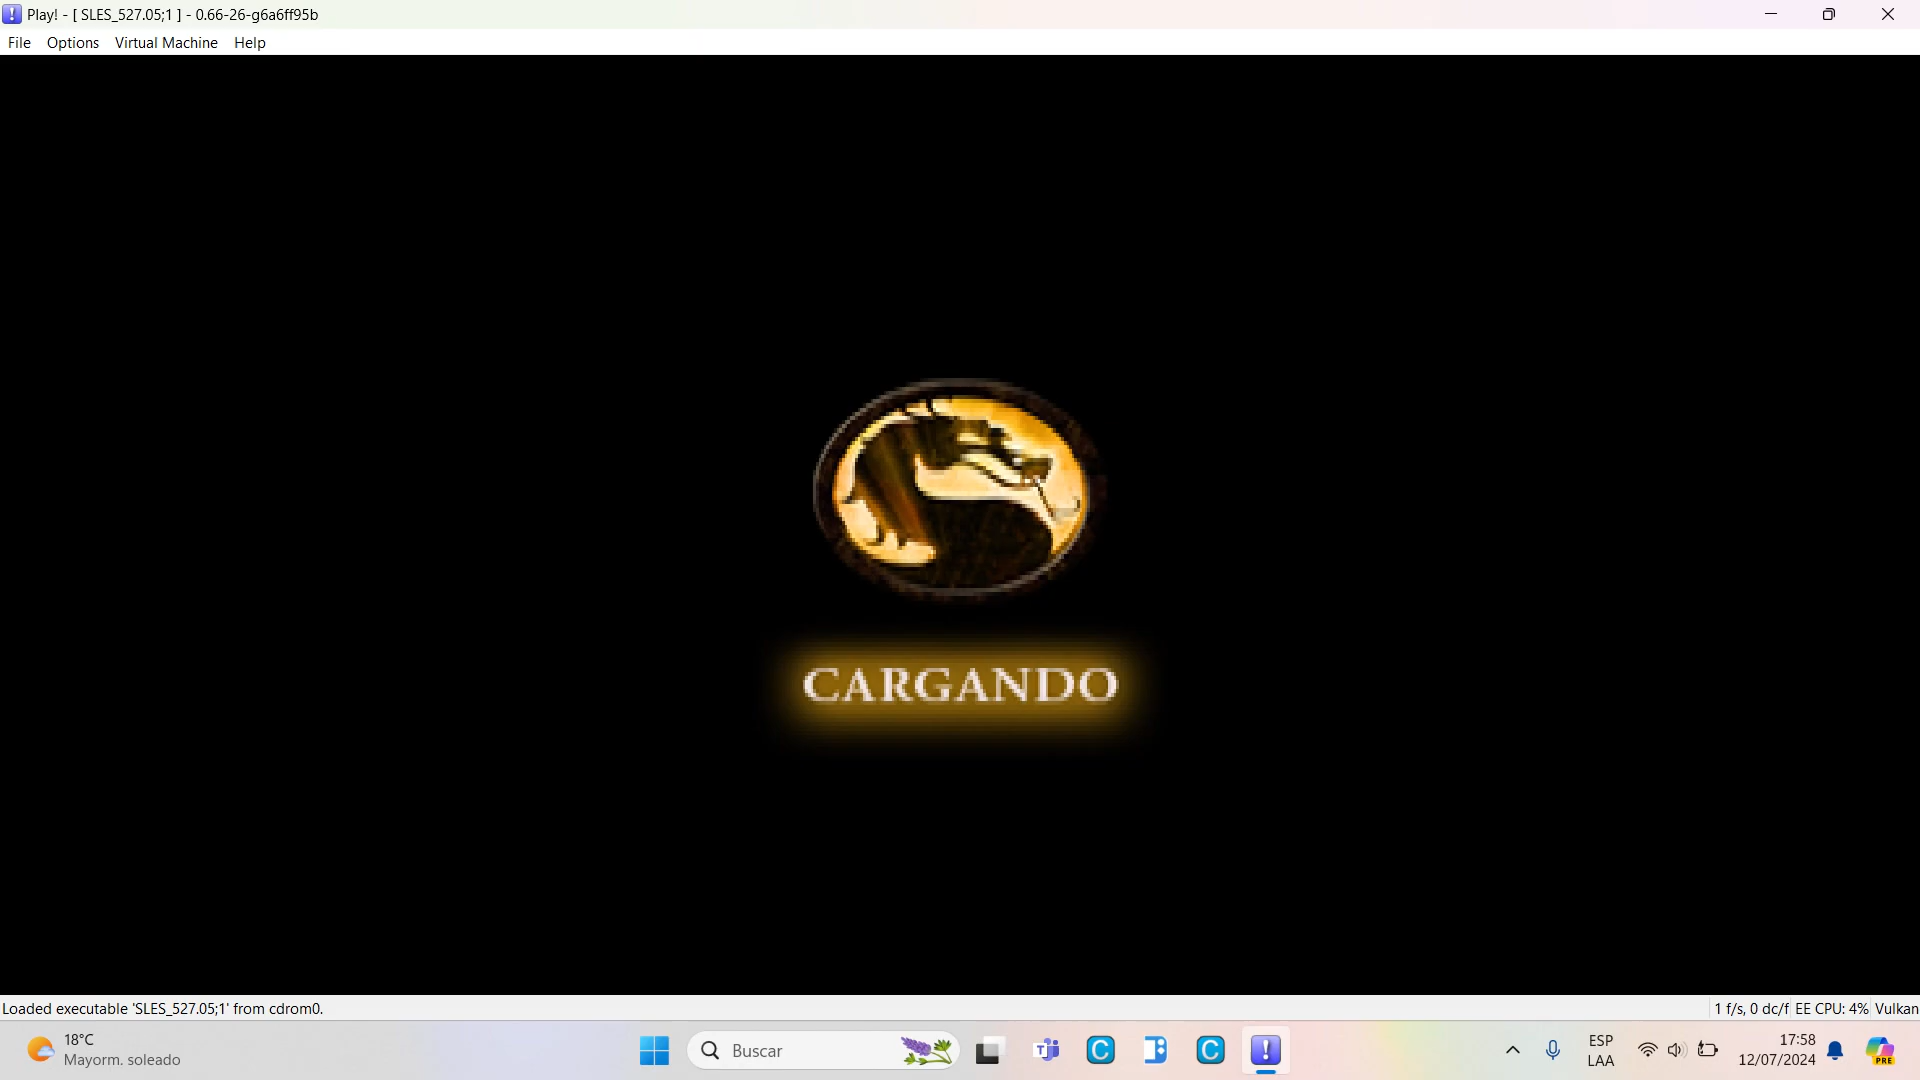 Play! - [ SLES_527.05;1 ] - 0.66-26-g6a6ff95b
File Options Virtual Machine Help
CARGANDO
Loaded executable 'SLES_527.05;1' from cdrom0.
1 f/s, 0 dc/f EE CPU: 4% Vulkan
18°C
Mayorm. soleado
Buscar
ESP
LAA
17:58
12/07/2024
PRE